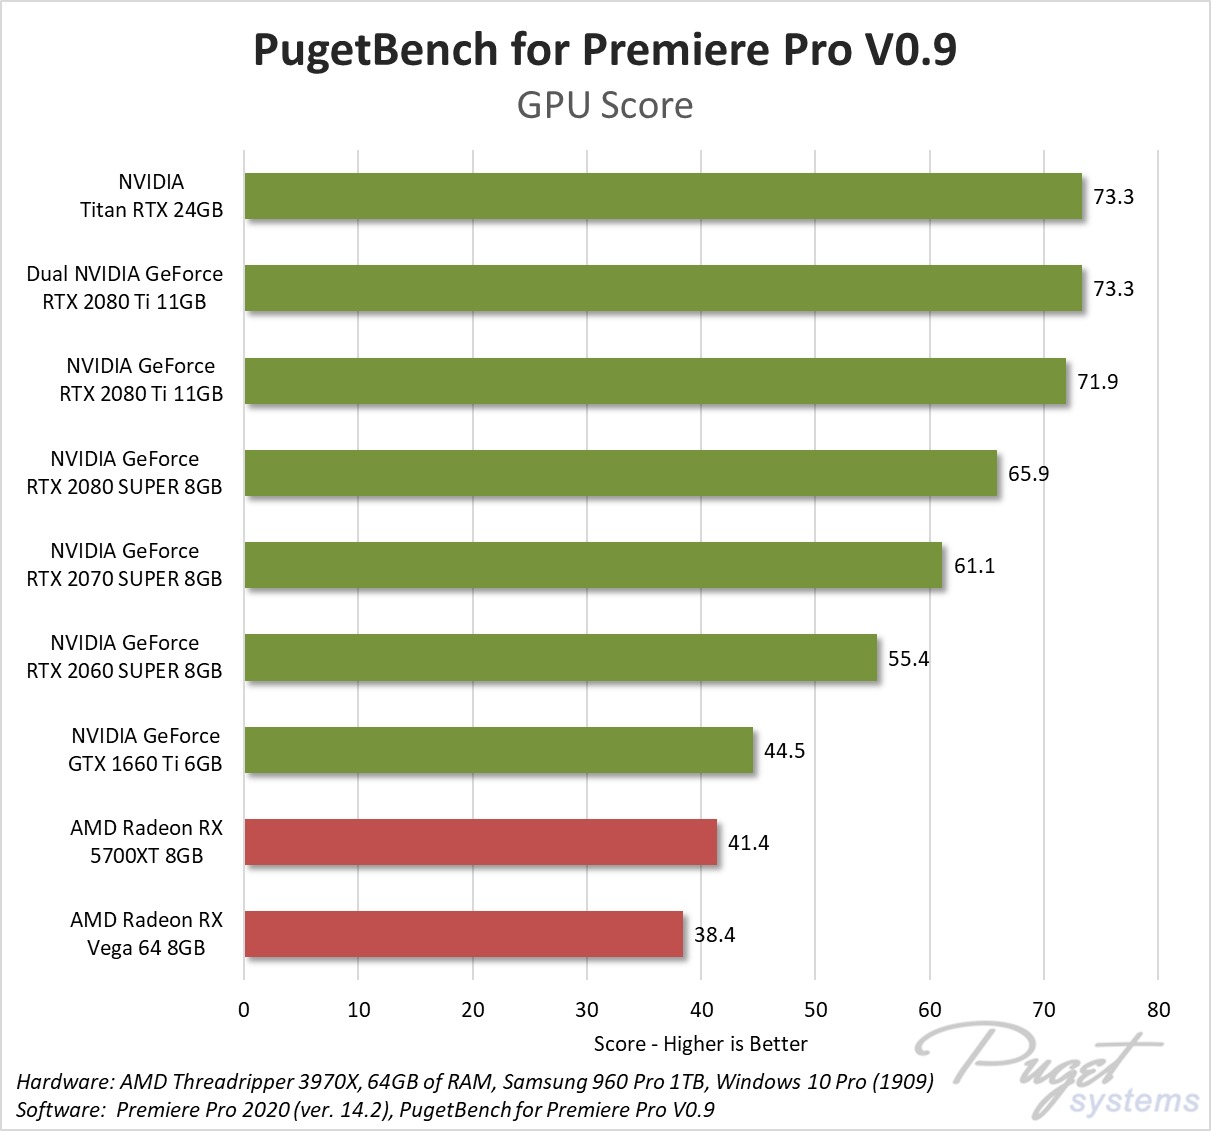 PugetBench for Premiere Pro V0.9
GPU Score
NVIDIA
Titan RTX 24GB
73.3
Dual NVIDIA GeForce
RTX 2080 Ti 11GB
73.3
NVIDIA GeForce
RTX 2080 Ti 11GB
71.9
NVIDIA GeForce
RTX 2080 SUPER 8GB
65.9
NVIDIA GeForce
RTX 2070 SUPER 8GB
61.1
NVIDIA GeForce
RTX 2060 SUPER 8GB
55.4
NVIDIA GeForce
GTX 1660 Ti 6GB
44.5
AMD Radeon RX
5700XT 8GB
41.4
AMD Radeon RX
Vega 64 8GB
38.4
0 10 20 30 40 50 60 70 80
Score - Higher is Better
Hardware: AMD Threadripper 3970X, 64GB of RAM, Samsung 960 Pro 1TB, Windows 10 Pro (1909)
Software:  Premiere Pro 2020 (ver. 14.2), PugetBench for Premiere Pro V0.9
Puget
systems